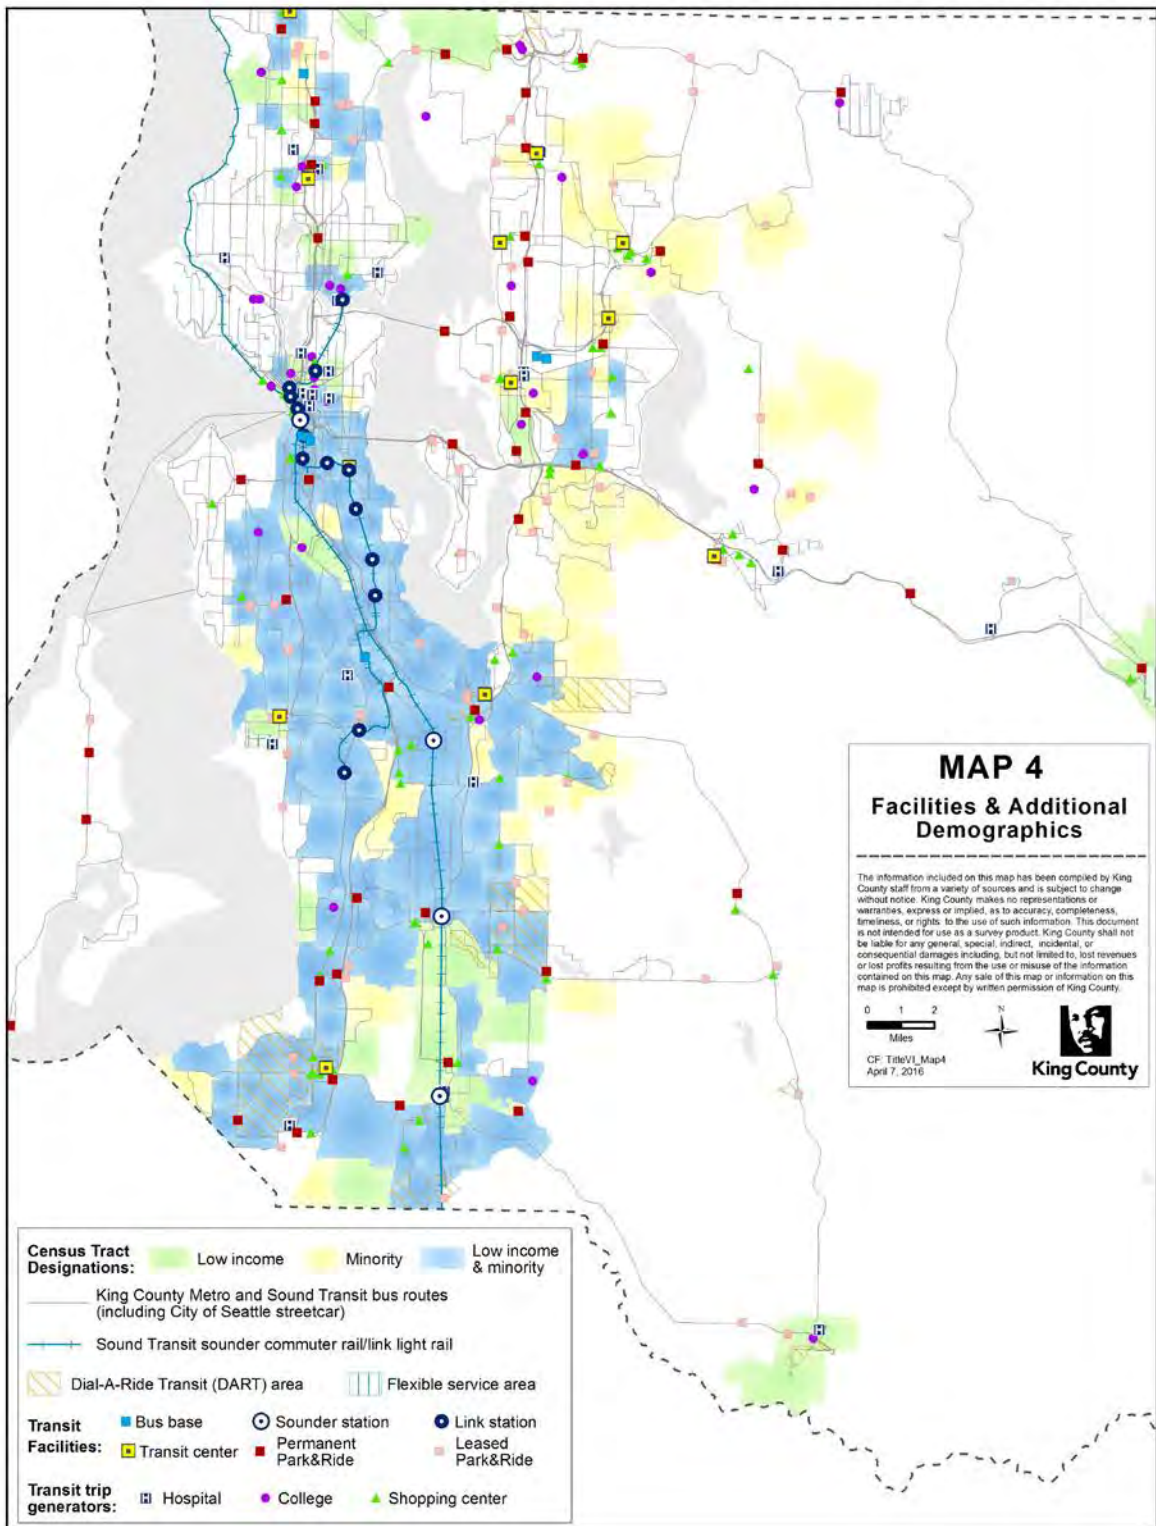 MAP 4
Facilities & Additional
Demographics
The information included on this map has been compiled by King
County staff from a variety of sources and is subject to change
without notice. King County makes no representations or
warranties, express or implied, as to accuracy, completeness,
timeliness, or rights to the use of such information. This document
is not intended for use as a survey product. King County shall not
be liable for any general, special, indirect, incidental, or
consequential damages including, but not limited to, lost revenues
or lost profits resulting from the use or misuse of the information
contained on this map. Any sale of this map or information on this
map is prohibited except by written permission of King County.
0 1 2
Miles
N
CF: TitleVI_Map4
April 7, 2016
King County
Census Tract
Designations:
Low income
Minority
Low income
& minority
King County Metro and Sound Transit bus routes
(including City of Seattle streetcar)
Sound Transit sounder commuter rail/link light rail
Dial-A-Ride Transit (DART) area
Flexible service area
Transit
Facilities:
Bus base
Sounder station
Link station
Transit center
Permanent
Park&Ride
Leased
Park&Ride
Transit trip
generators:
H Hospital
College
Shopping center